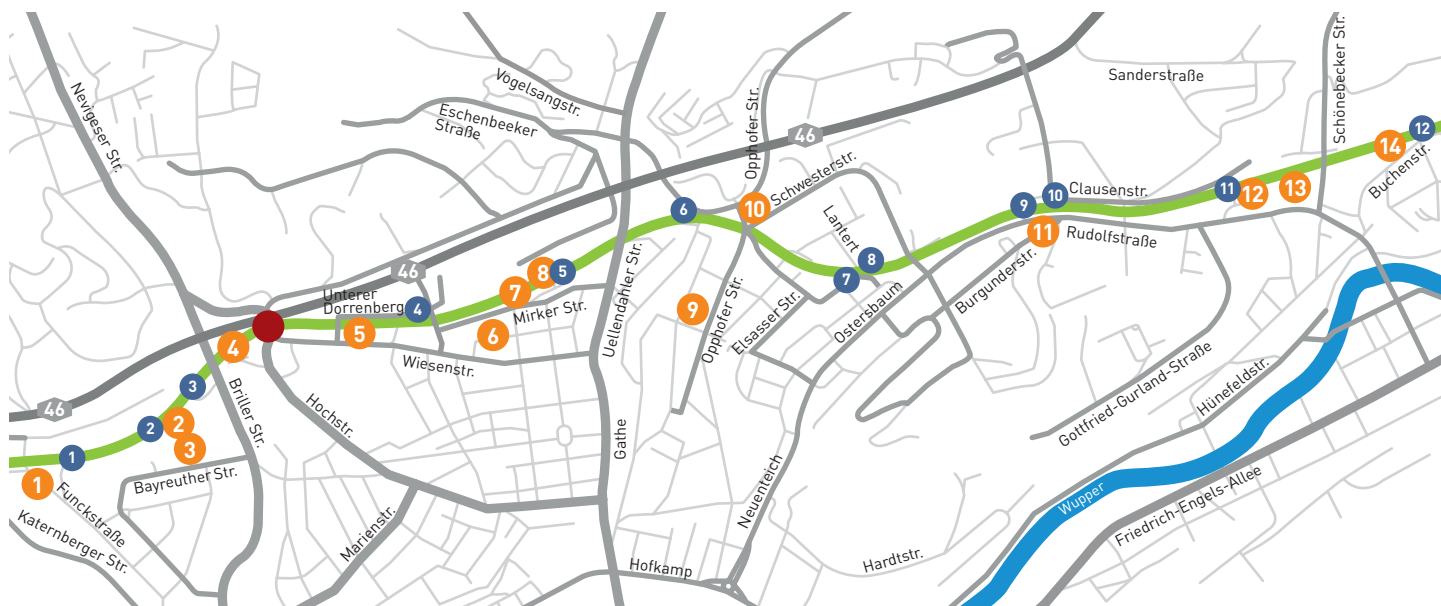 Nevigeser Str.
Vogelsangstr.
Eschenbeeker
Straße
Opphofer Str.
46
Schwesterstr.
Sanderstraße
Schönebecker Str.
12
14
Buchenstr.
6
10
Lantert
9
10
Clausenstr.
11
12
13
11
Rudolfstraße
46
Unterer
Dorrenberg
4
5
8
5
7
Mirker Str.
6
Uellendahler Str.
9
Opphofer Str.
Elsasser Str.
7
8
Ostersbaum
Burgunderstr.
4
Wiesenstr.
46
3
2
2
3
1
1
Briller Str.
Hochstr.
Gathe
Bayreuther Str.
Funckstraße
Katernberger Str.
Marienstr.
Neuenteich
Hofkamp
Hardtstr.
Gottfried-Gurland-Straße
Hünefeldstr.
Wupper
Friedrich-Engels-Allee